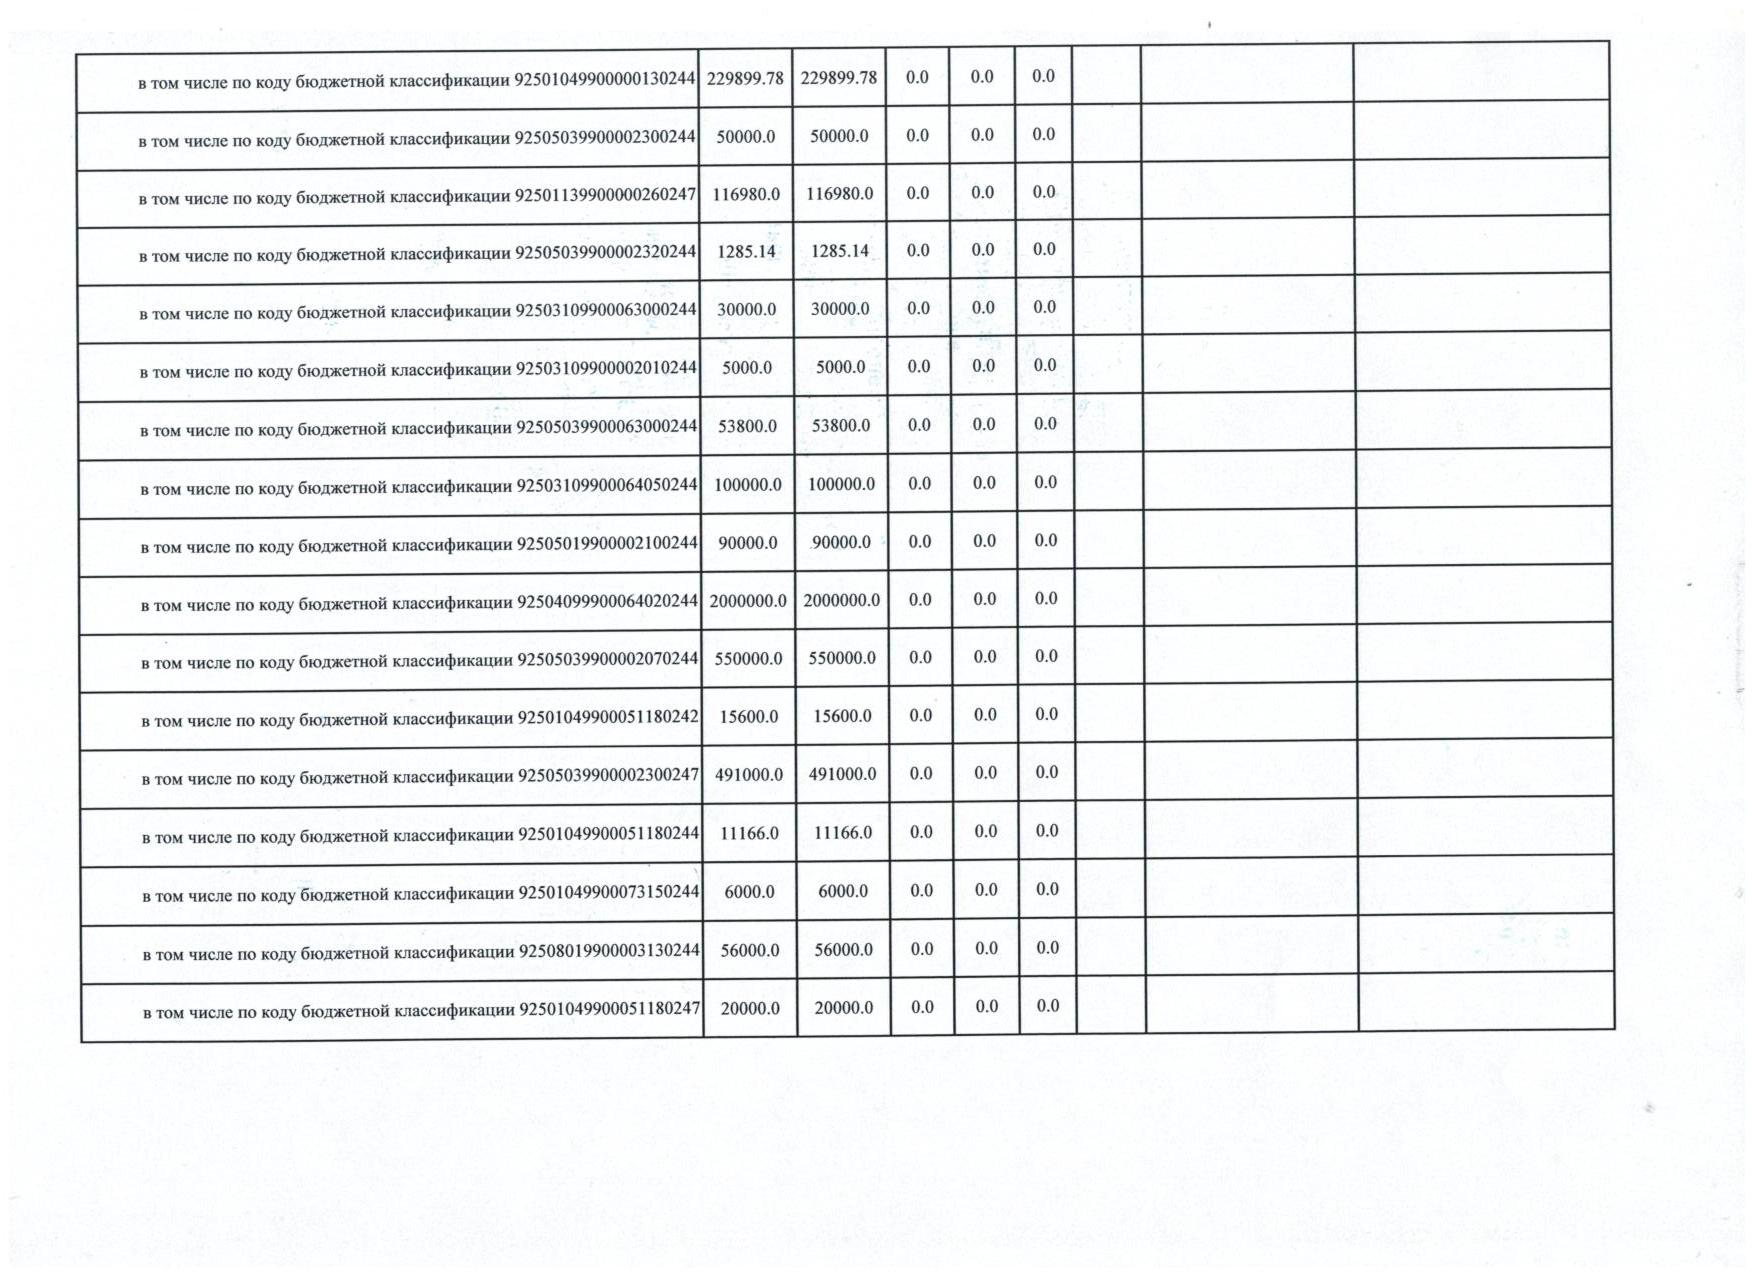 в том числе по коду бюджетной классификации 92501049900000130244 229899.78 229899.78 0.0 0.0 0.0
в том числе по коду бюджетной классификации 92505039900002300244 50000.0 50000.0 0.0 0.0 0.0
в том числе по коду бюджетной классификации 92501139900000260247 116980.0 116980.0 0.0 0.0 0.0
в том числе по коду бюджетной классификации 92505039900002320244 1285.14 1285.14 0.0 0.0 0.0
в том числе по коду бюджетной классификации 92503109900063000244 30000.0 30000.0 0.0 0.0 0.0
в том числе по коду бюджетной классификации 92503109900002010244 5000.0 5000.0 0.0 0.0 0.0
в том числе по коду бюджетной классификации 92505039900063000244 53800.0 53800.0 0.0 0.0 0.0
в том числе по коду бюджетной классификации 92503109900064050244 100000.0 100000.0 0.0 0.0 0.0
в том числе по коду бюджетной классификации 92505019900002100244 90000.0 90000.0 0.0 0.0 0.0
в том числе по коду бюджетной классификации 92504099900064020244 2000000.0 2000000.0 0.0 0.0 0.0
в том числе по коду бюджетной классификации 92505039900002070244 550000.0 550000.0 0.0 0.0 0.0
в том числе по коду бюджетной классификации 92501049900051180242 15600.0 15600.0 0.0 0.0 0.0
в том числе по коду бюджетной классификации 92505039900002300247 491000.0 491000.0 0.0 0.0 0.0
в том числе по коду бюджетной классификации 92501049900051180244 11166.0 11166.0 0.0 0.0 0.0
в том числе по коду бюджетной классификации 92501049900073150244 6000.0 6000.0 0.0 0.0 0.0
в том числе по коду бюджетной классификации 92508019900003130244 56000.0 56000.0 0.0 0.0 0.0
в том числе по коду бюджетной классификации 92501049900051180247 20000.0 20000.0 0.0 0.0 0.0